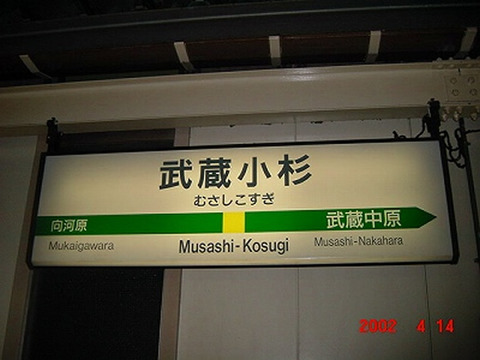 武蔵小杉
むさしこすぎ
向河原 武蔵中原
Mukaigawara Musashi-Kosugi Musashi-Nakahara
2002 4 14